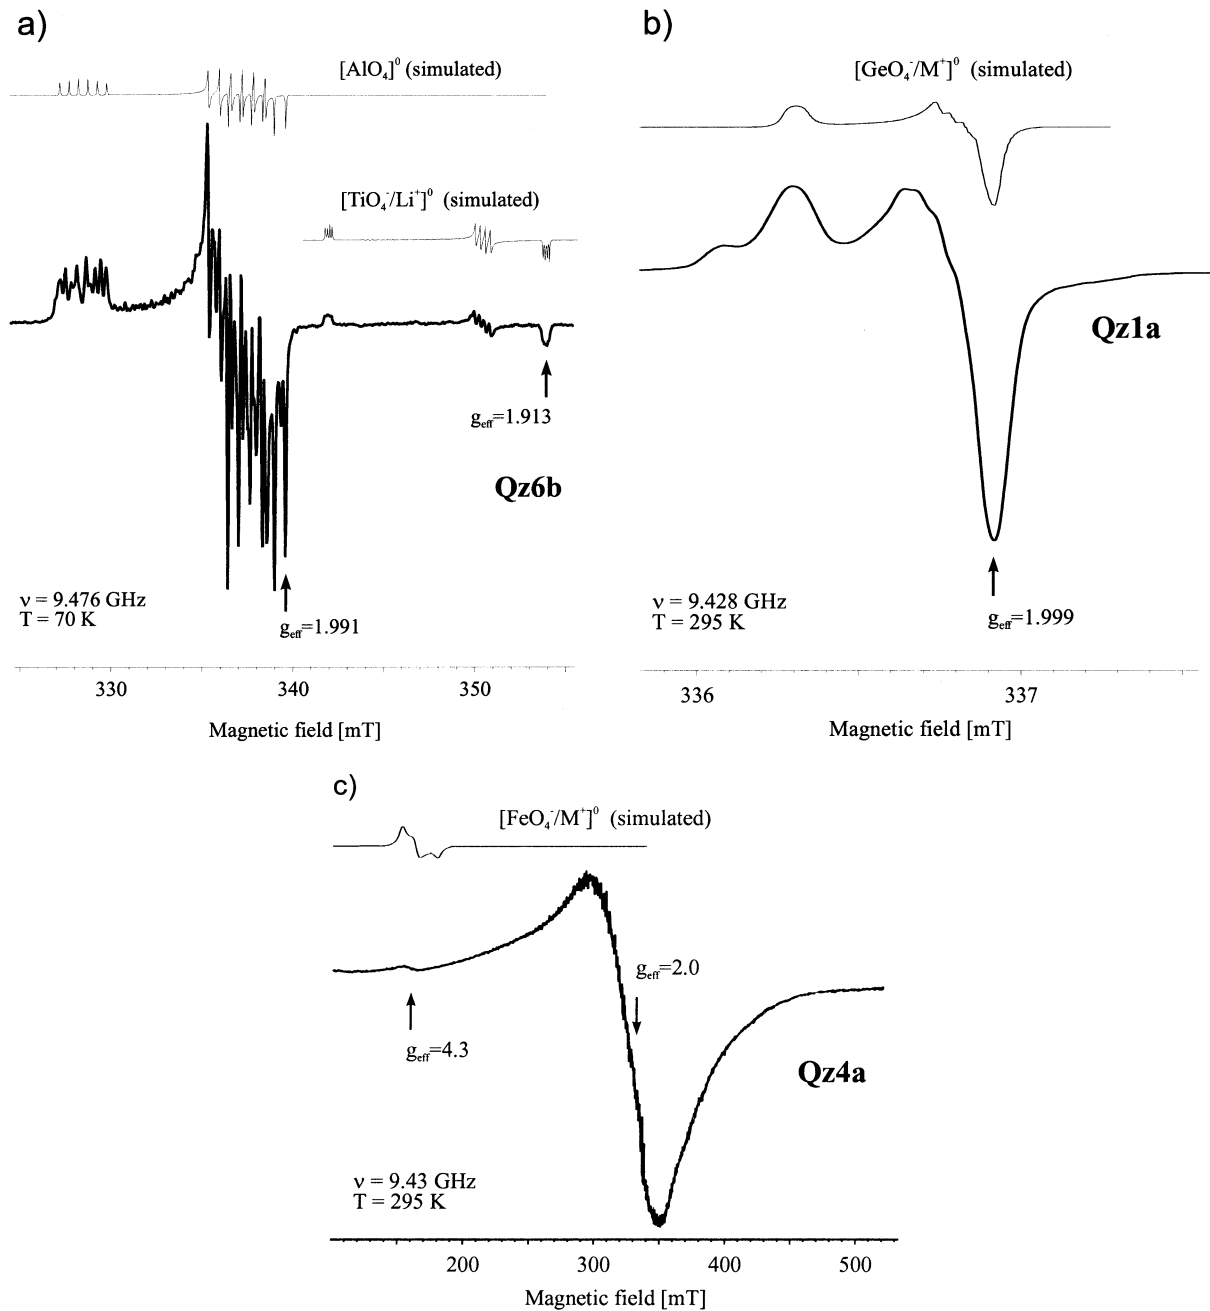 a)
[AlO₄]⁰ (simulated)
[TiO₄⁻/Li⁺]⁰ (simulated)
gₑff=1.913
Qz6b
ν = 9.476 GHz
T = 70 K
gₑff=1.991
330 340 350
Magnetic field [mT]
b)
[GeO₄⁻/M⁺]⁰ (simulated)
Qz1a
ν = 9.428 GHz
T = 295 K
gₑff=1.999
336 337
Magnetic field [mT]
c)
[FeO₄⁻/M⁺]⁰ (simulated)
gₑff=2.0
gₑff=4.3
Qz4a
ν = 9.43 GHz
T = 295 K
200 300 400 500
Magnetic field [mT]